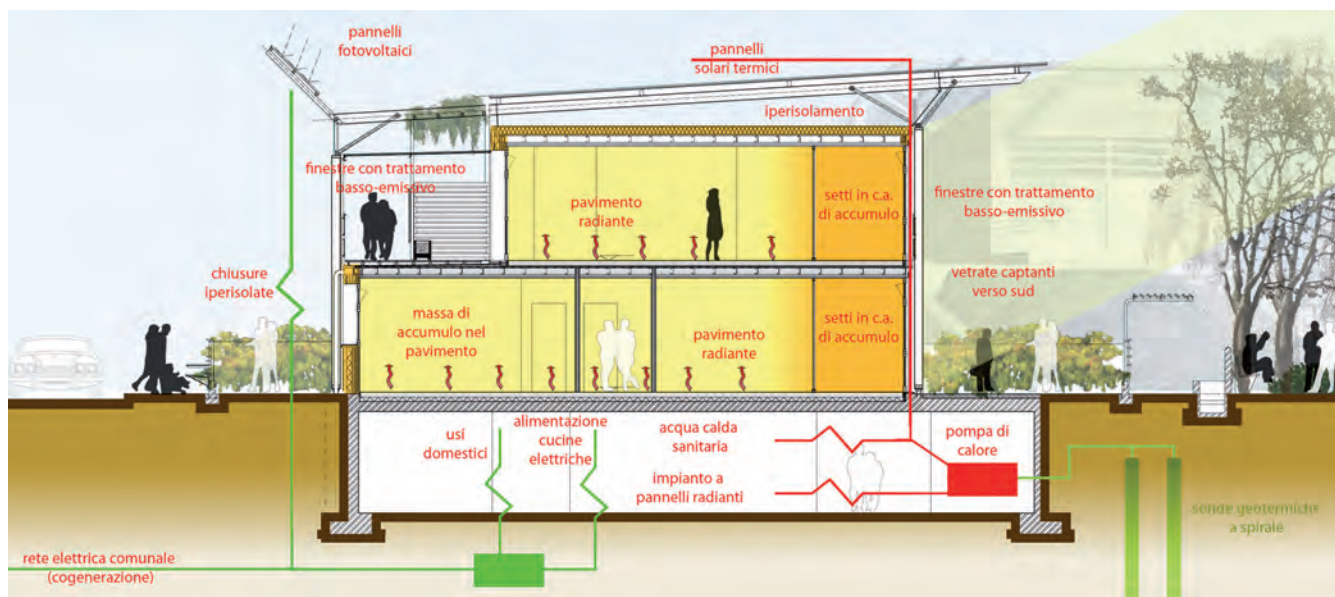 pannelli
fotovoltaici
pannelli
solari termici
iperisolamento
finestre con trattamento
basso-emissivo
pavimento
radiante
setti in c.a.
di accumulo
finestre con trattamento
basso-emissivo
chiusure
iperisolate
vetrate captanti
verso sud
massa di
accumulo nel
pavimento
pavimento
radiante
setti in c.a.
di accumulo
usi
domestici
alimentazione
cucine
elettriche
acqua calda
sanitaria
pompa di
calore
impianto a
pannelli radianti
sonde geotermiche
a spirale
rete elettrica comunale
(cogenerazione)